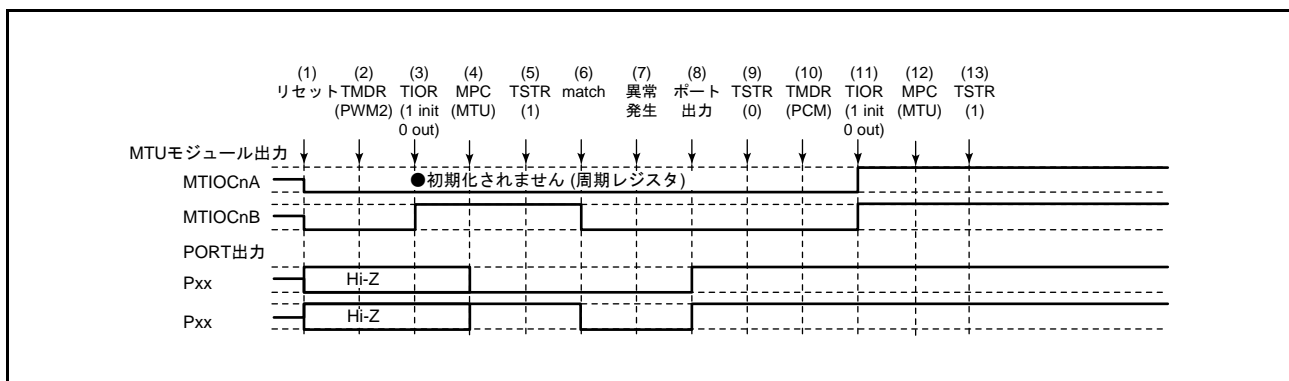 (1) (2) (3) (4) (5) (6) (7) (8) (9) (10) (11) (12) (13)
リセット TMDR TIOR MPC TSTR match 異常 ポート TSTR TMDR TIOR MPC TSTR
(PWM2) (1 init (MTU) (1) 発生 出力 (0) (PCM) (1 init (MTU) (1)
0 out) 0 out)
MTUモジュール出力
MTIOCnA ●初期化されません (周期レジスタ)
MTIOCnB
PORT出力
Pxx Hi-Z
Pxx Hi-Z